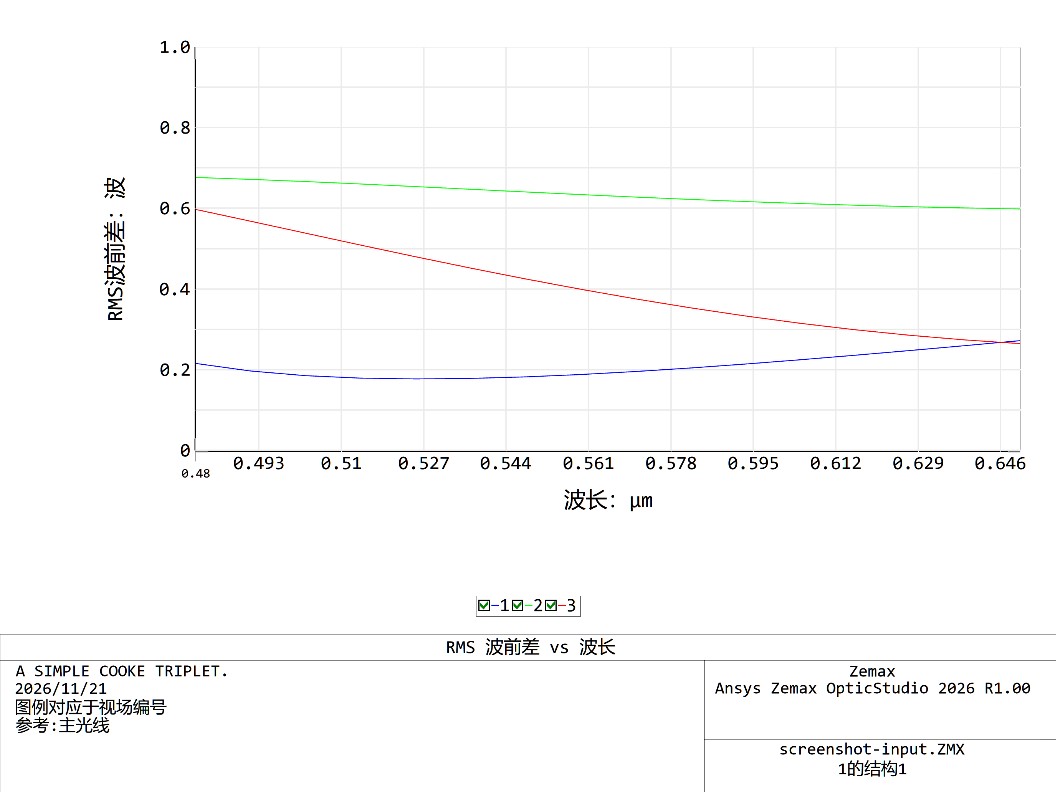 1.0
0.8
0.6
0.4
0.2
0
RMS波前差: 波
0.48
0.493 0.51 0.527 0.544 0.561 0.578 0.595 0.612 0.629 0.646
波长: μm
1 2 3
RMS 波前差 vs 波长
A SIMPLE COOKE TRIPLET.
2026/11/21
图例对应于视场编号
参考:主光线
Zemax
Ansys Zemax OpticStudio 2026 R1.00
screenshot-input.ZMX
1的结构1